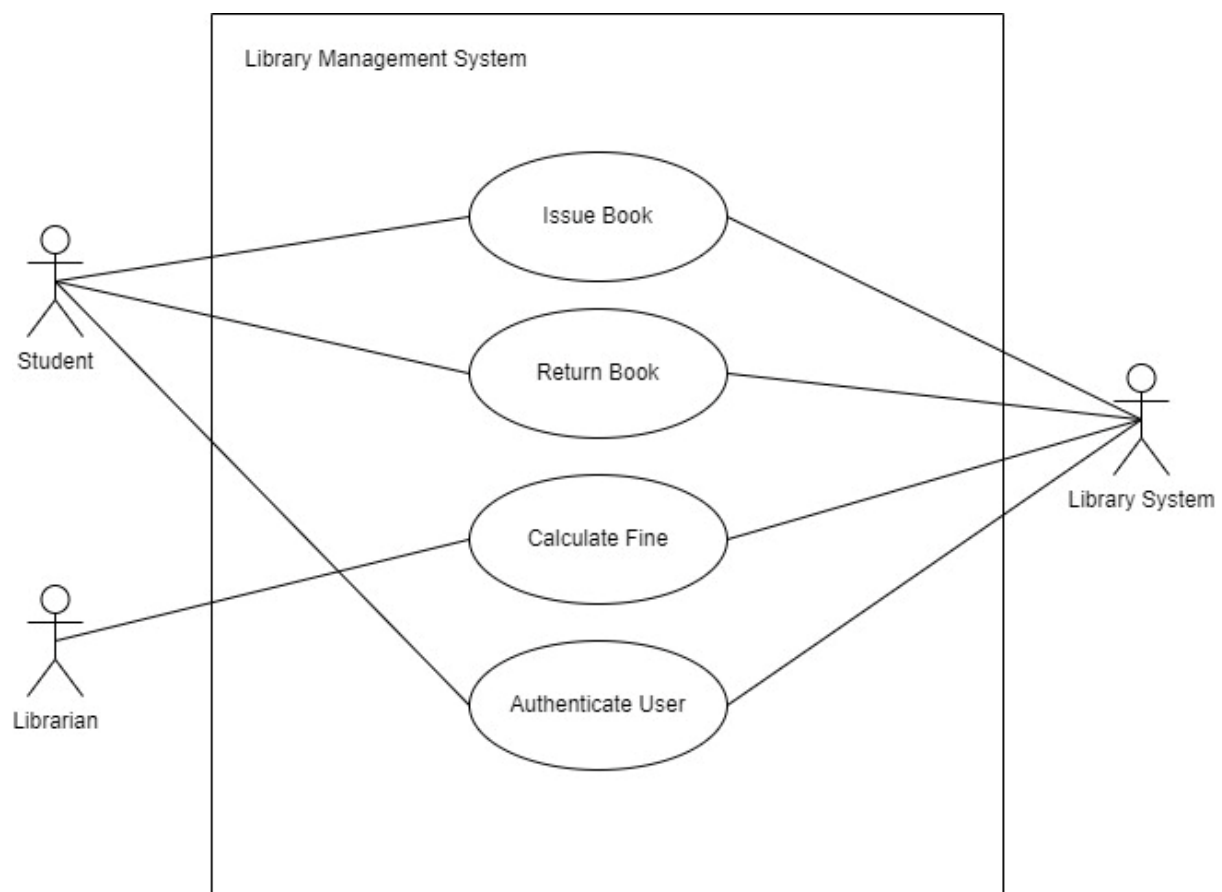 Library Management System
Issue Book
Student
Return Book
Library System
Calculate Fine
Librarian
Authenticate User